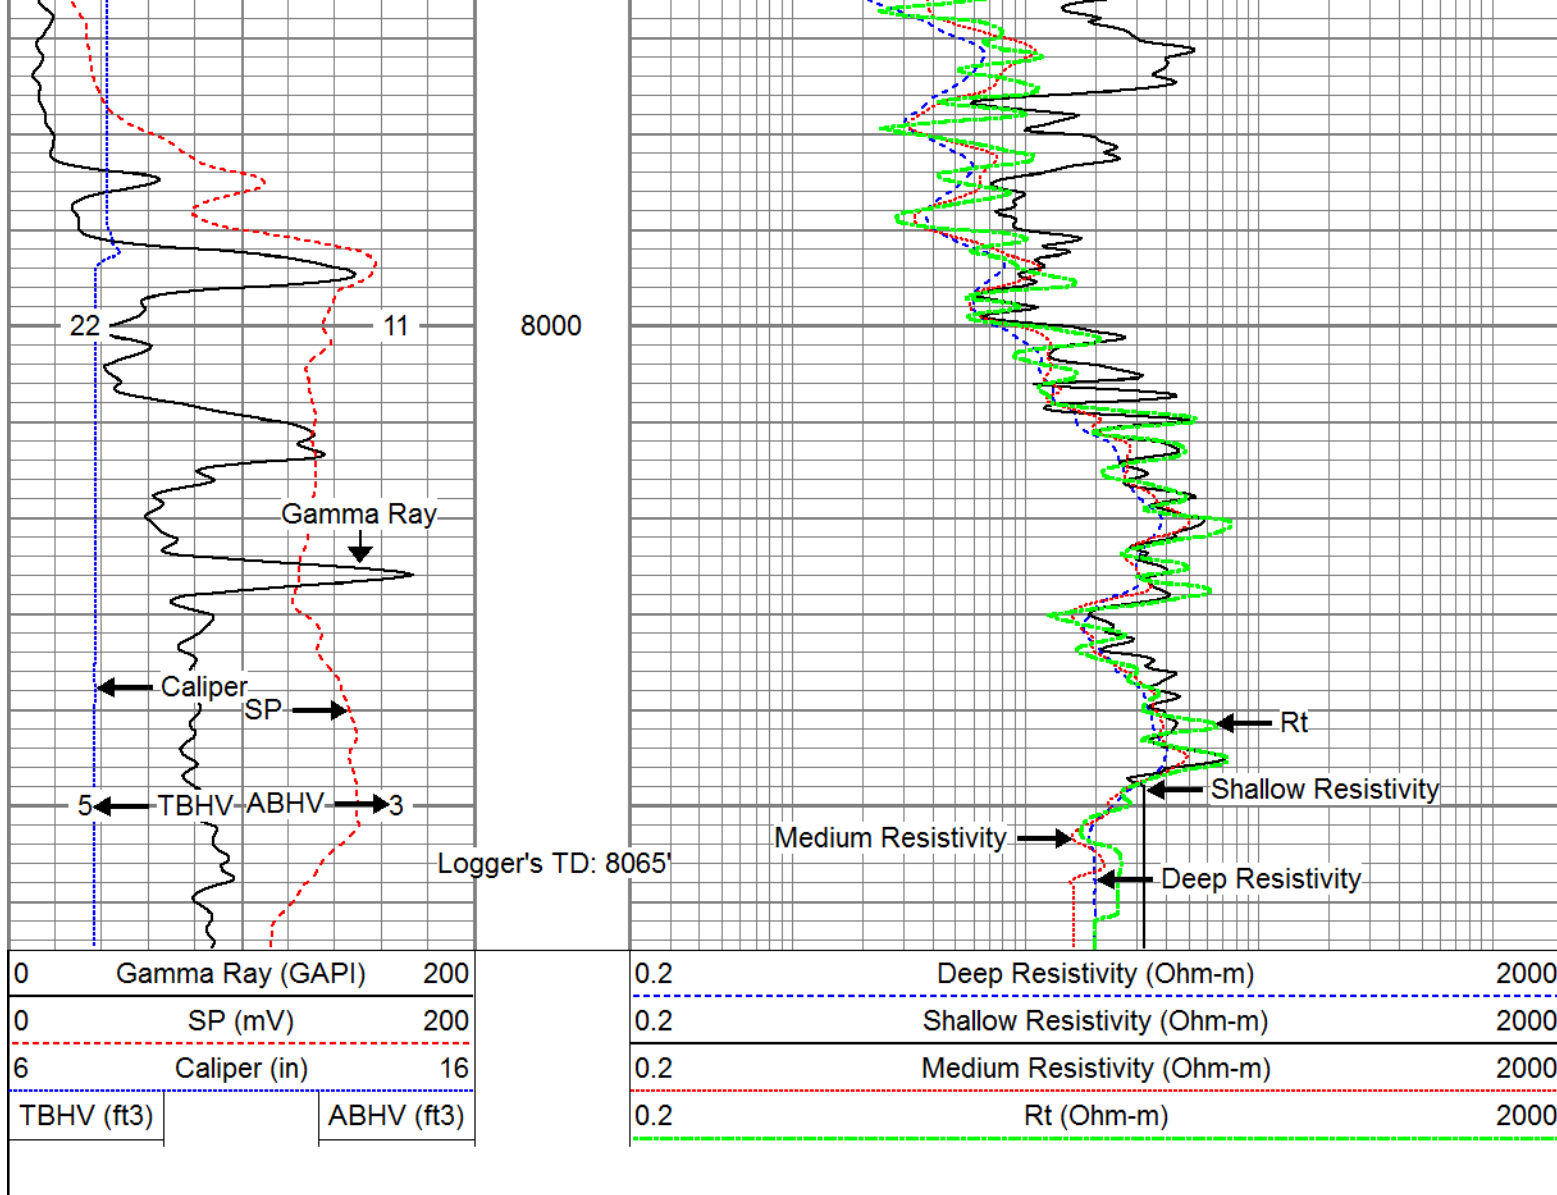 22 11 8000
Gamma Ray
Caliper
SP
Rt
5 TBHV ABHV 3
Shallow Resistivity
Medium Resistivity
Logger's TD: 8065'
Deep Resistivity
0 Gamma Ray (GAPI) 200
0.2 Deep Resistivity (Ohm-m) 2000
0 SP (mV) 200
0.2 Shallow Resistivity (Ohm-m) 2000
6 Caliper (in) 16
0.2 Medium Resistivity (Ohm-m) 2000
TBHV (ft3) ABHV (ft3)
0.2 Rt (Ohm-m) 2000